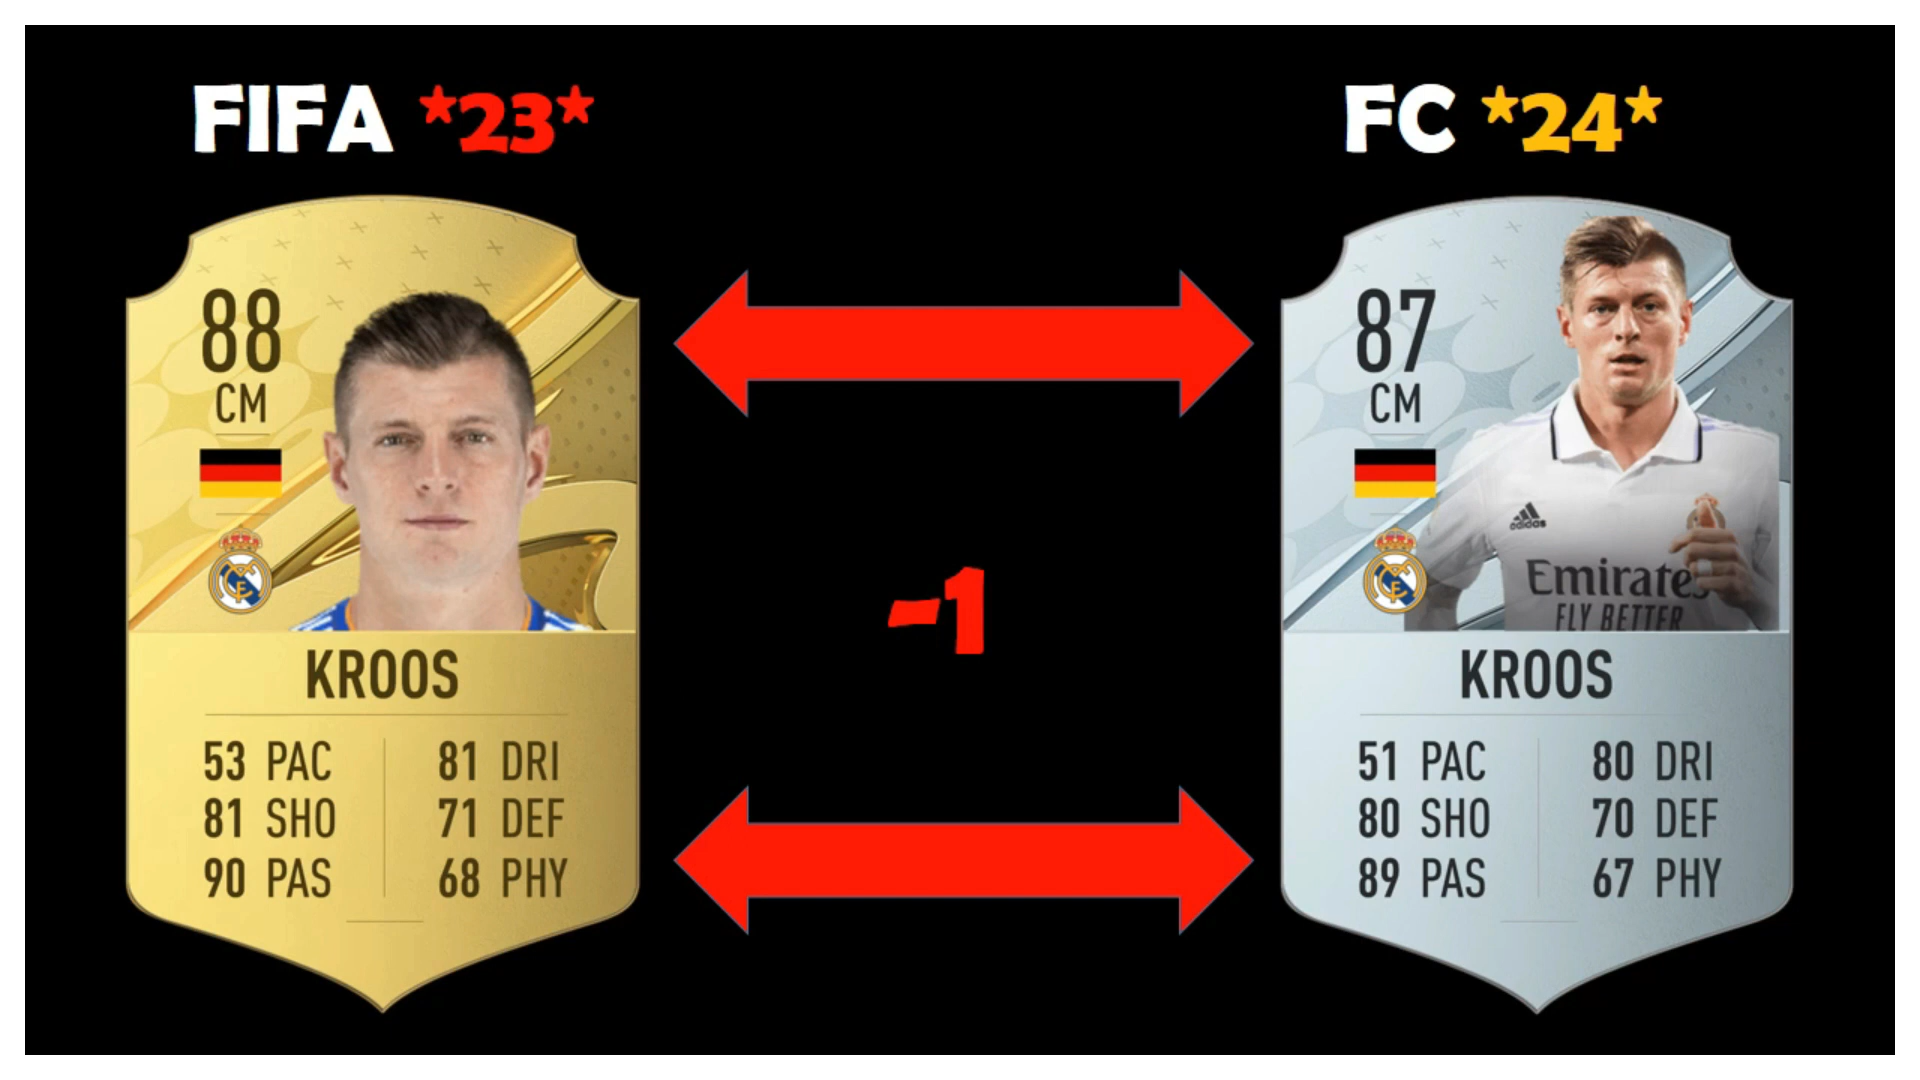 FIFA *23*
FC *24*
88
CM
KROOS
53 PAC 81 DRI
81 SHO 71 DEF
90 PAS 68 PHY
-1
87
CM
adidas
Emirates
FLY BETTER
KROOS
51 PAC 80 DRI
80 SHO 70 DEF
89 PAS 67 PHY